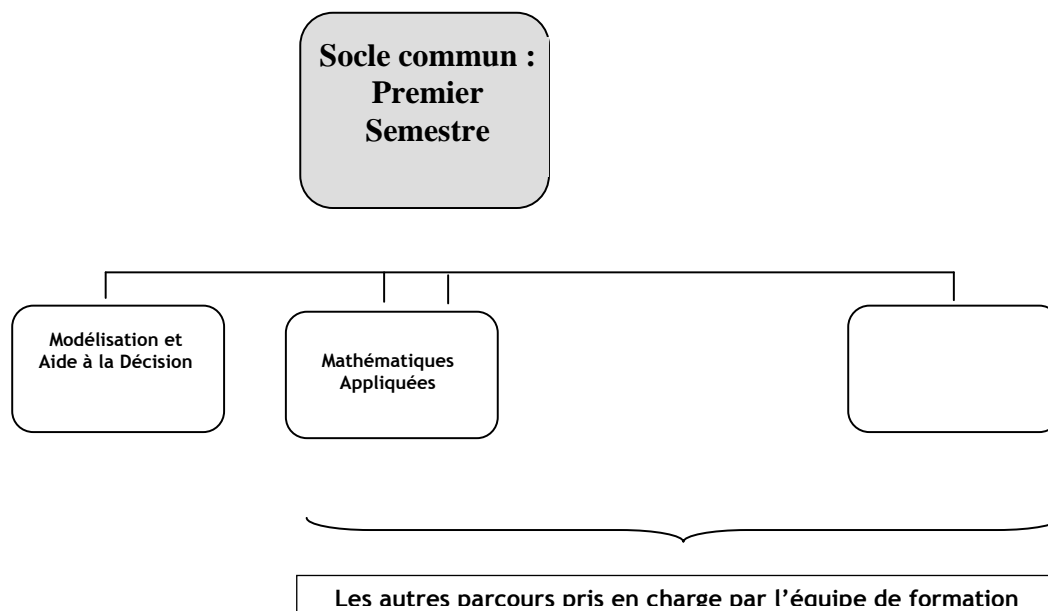 Socle commun :
Premier
Semestre
Modélisation et
Aide à la Décision
Mathématiques
Appliquées
Les autres parcours pris en charge par l'équipe de formation